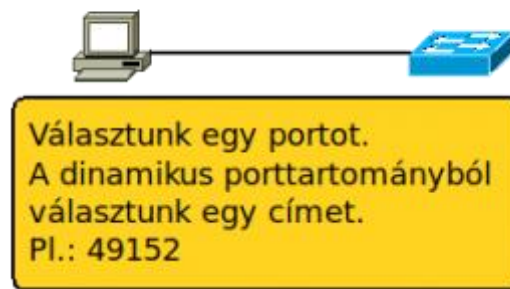 Választunk egy portot.
A dinamikus porttartományból
választunk egy címet.
Pl.: 49152